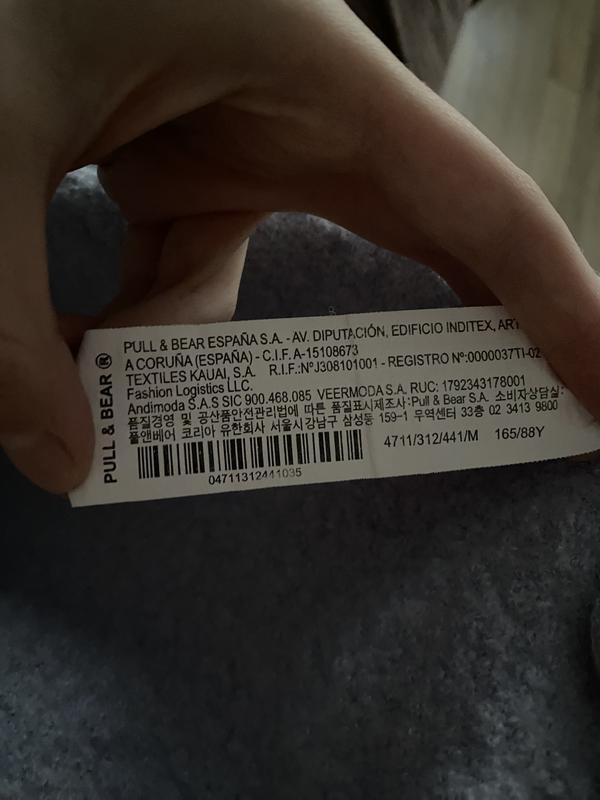 PULL & BEAR ®
PULL & BEAR ESPAÑA S.A. - AV. DIPUTACIÓN, EDIFICIO INDITEX,
A CORUÑA (ESPAÑA) - C.I.F. A-15108673
TEXTILES KAUAI, S.A. R.I.F.:NºJ308101001 - REGISTRO Nº:0000037TI-02
Fashion Logistics LLC.
Andimoda S.A.S SIC 900.468.085 VEERMODA S.A. RUC: 1792343178001
품질경영 및 공산품안전관리법에 따른 품질표시제조사:Pull & Bear S.A. 소비자상담실:
풀앤베어 코리아 유한회사 서울시강남구 삼성동 159-1 무역센터 33층 02 3413 9800
4711/312/441/M 165/88Y
04711312441035